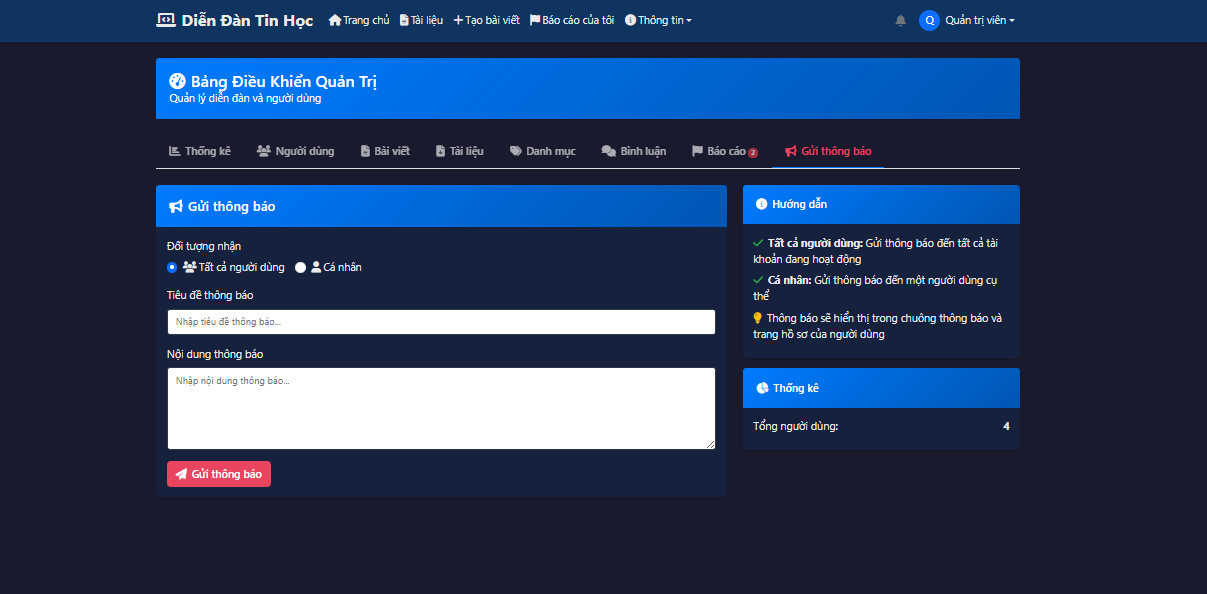 Diễn Đàn Tin Học Trang chủ Tài liệu Tạo bài viết Báo cáo của tôi Thông tin Q Quản trị viên
Bảng Điều Khiển Quản Trị
Quản lý diễn đàn và người dùng
Thống kê Người dùng Bài viết Tài liệu Danh mục Bình luận Báo cáo 2 Gửi thông báo
Gửi thông báo
Đối tượng nhận
Tất cả người dùng Cá nhân
Tiêu đề thông báo
Nhập tiêu đề thông báo...
Nội dung thông báo
Nhập nội dung thông báo...
Gửi thông báo
Hướng dẫn
Tất cả người dùng: Gửi thông báo đến tất cả tài
khoản đang hoạt động
Cá nhân: Gửi thông báo đến một người dùng cụ
thể
Thông báo sẽ hiển thị trong chuông thông báo và
trang hồ sơ của người dùng
Thống kê
Tổng người dùng: 4